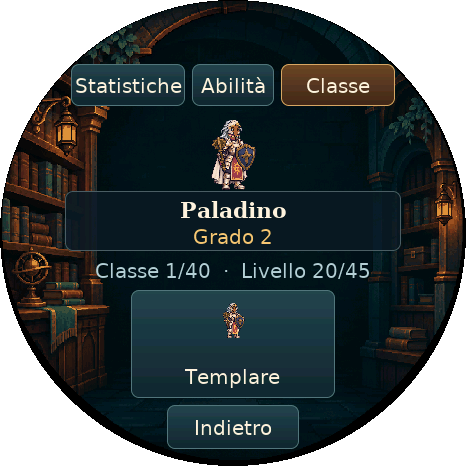 Statistiche Abilità Classe
Paladino
Grado 2
Classe 1/40 · Livello 20/45
Templare
Indietro